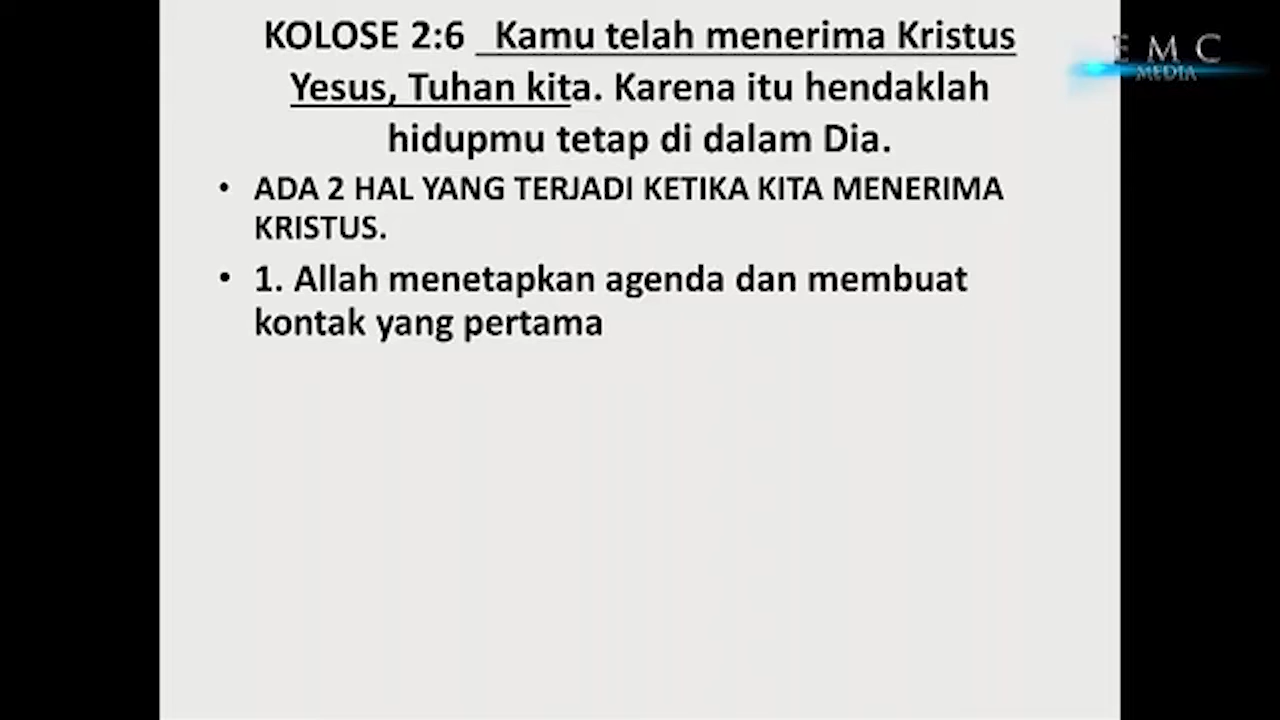 KOLOSE 2:6 Kamu telah menerima Kristus
Yesus, Tuhan kita. Karena itu hendaklah
hidupmu tetap di dalam Dia.
• ADA 2 HAL YANG TERJADI KETIKA KITA MENERIMA
KRISTUS.
• 1. Allah menetapkan agenda dan membuat
kontak yang pertama
EMC
MEDIA